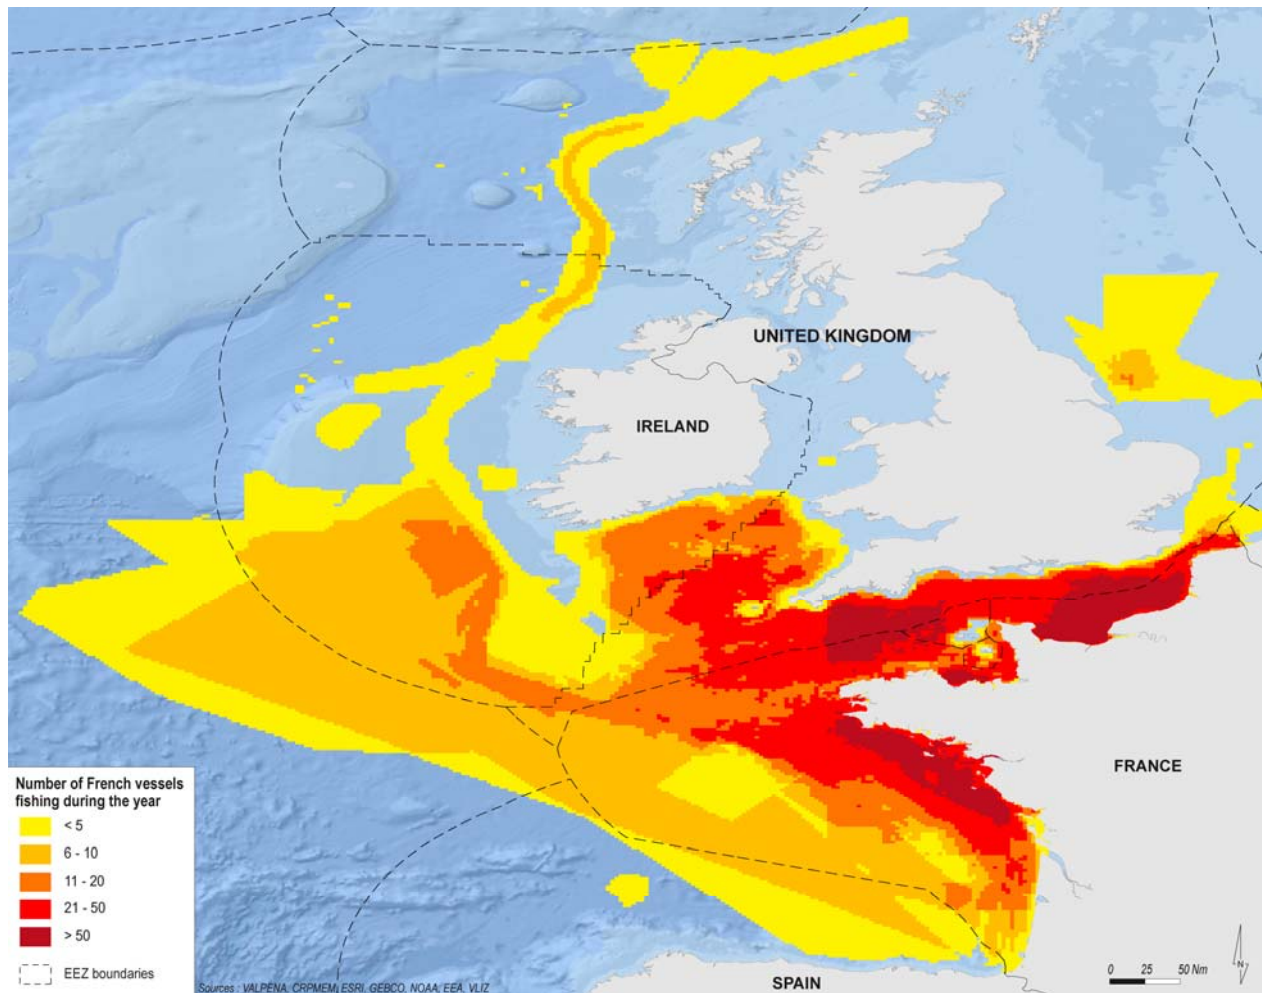 UNITED KINGDOM
IRELAND
FRANCE
SPAIN
Number of French vessels
fishing during the year
< 5
6 - 10
11 - 20
21 - 50
> 50
EEZ boundaries
Sources : VALPENA, CRPMEM, ESRI, GEBCO, NOAA, EEA, VLIZ
N
0 25 50 Nm